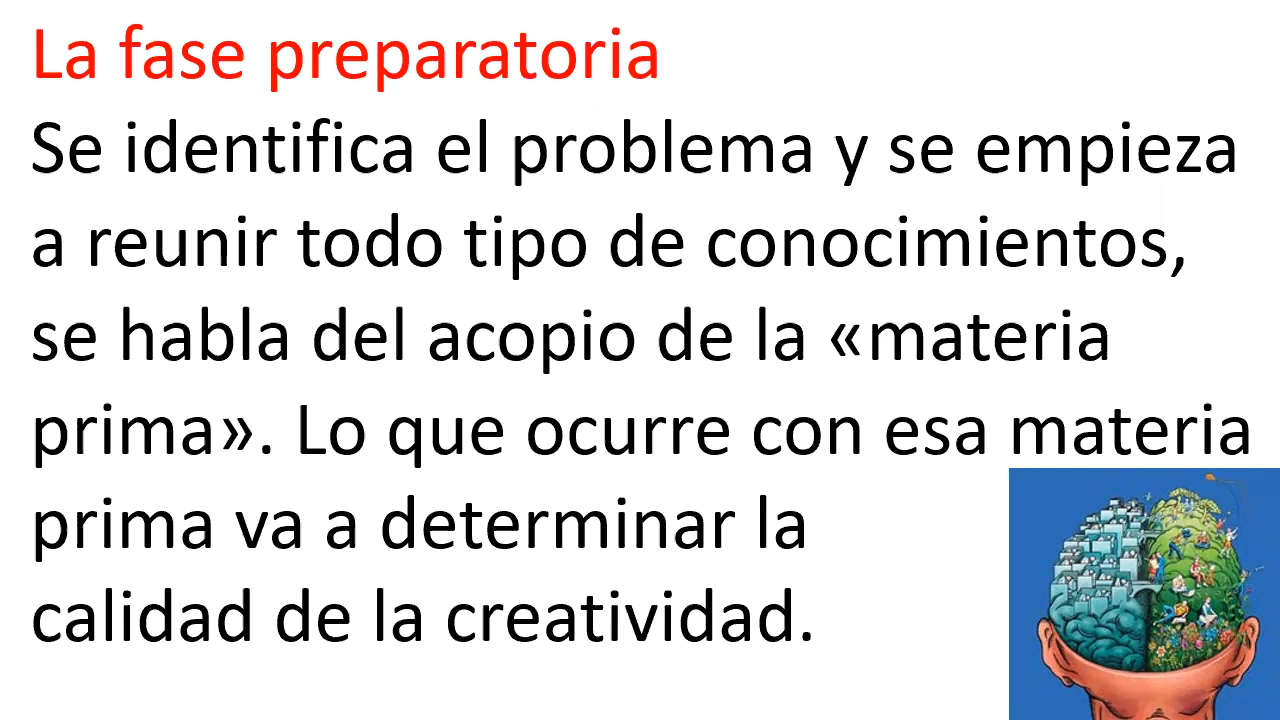 La fase preparatoria
Se identifica el problema y se empieza
a reunir todo tipo de conocimientos,
se habla del acopio de la «materia
prima». Lo que ocurre con esa materia
prima va a determinar la
calidad de la creatividad.